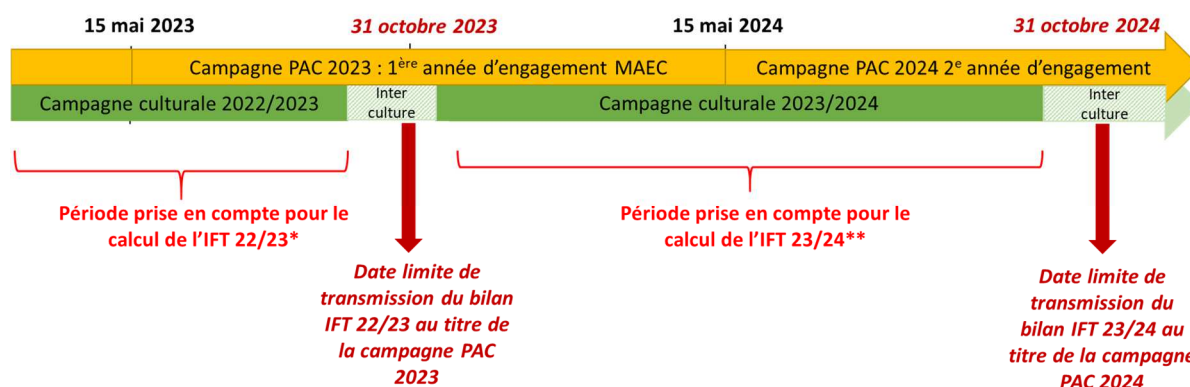 15 mai 2023
31 octobre 2023
15 mai 2024
31 octobre 2024
Campagne PAC 2023 : 1ère année d'engagement MAEC
Campagne PAC 2024 2e année d'engagement
Campagne culturale 2022/2023
Inter
culture
Campagne culturale 2023/2024
Inter
culture
Période prise en compte pour le
calcul de l'IFT 22/23*
Période prise en compte pour le
calcul de l'IFT 23/24**
Date limite de
transmission du bilan
IFT 22/23 au titre de
la campagne PAC
2023
Date limite de
transmission du
bilan IFT 23/24 au
titre de la campagne
PAC 2024